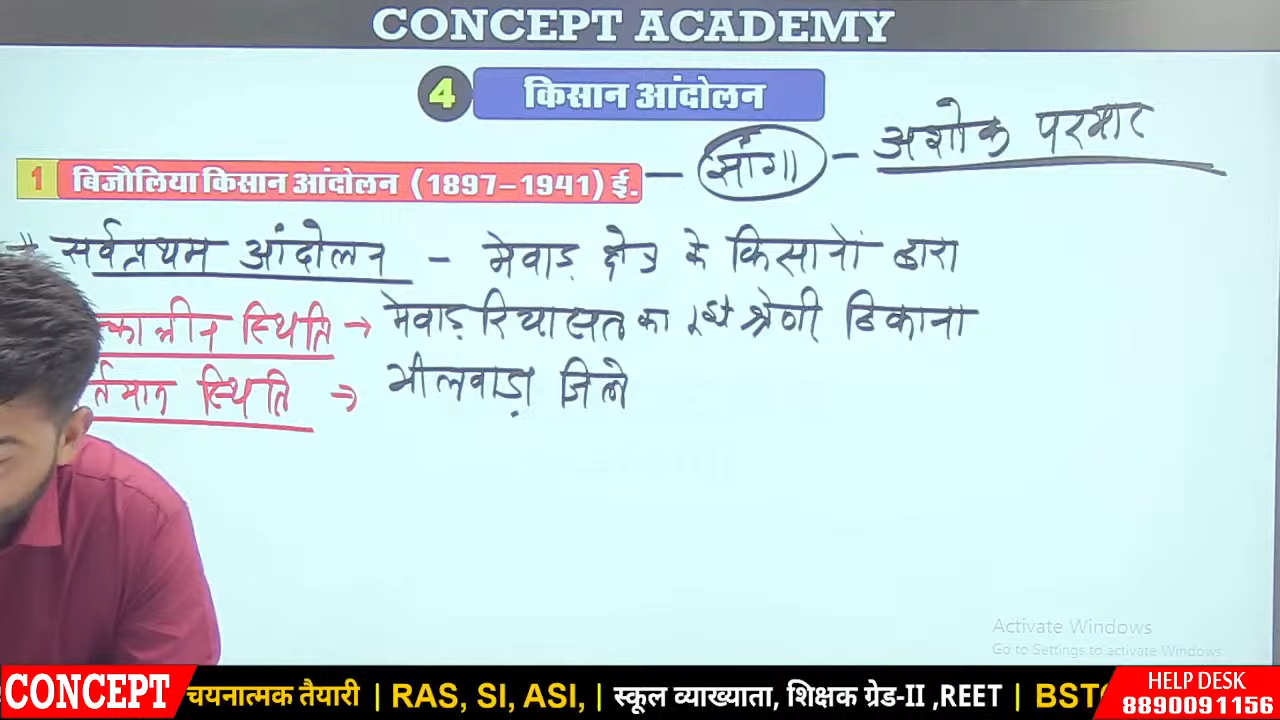 CONCEPT ACADEMY
4 किसान आंदोलन
1 बिजौलिया किसान आंदोलन (1897-1941) ई. — सांगा — अशोक परमार
सर्वप्रथम आंदोलन - मेवाड़ क्षेत्र के किसानों द्वारा
त्कालीन स्थिति → मेवाड़ रियासत का श्रेणी ठिकाना
र्तमान स्थिति → भीलवाड़ा जिले
Activate Windows
Go to Settings to activate Windows
CONCEPT चयनात्मक तैयारी | RAS, SI, ASI, | स्कूल व्याख्याता, शिक्षक ग्रेड-II ,REET | BST
HELP DESK
8890091156